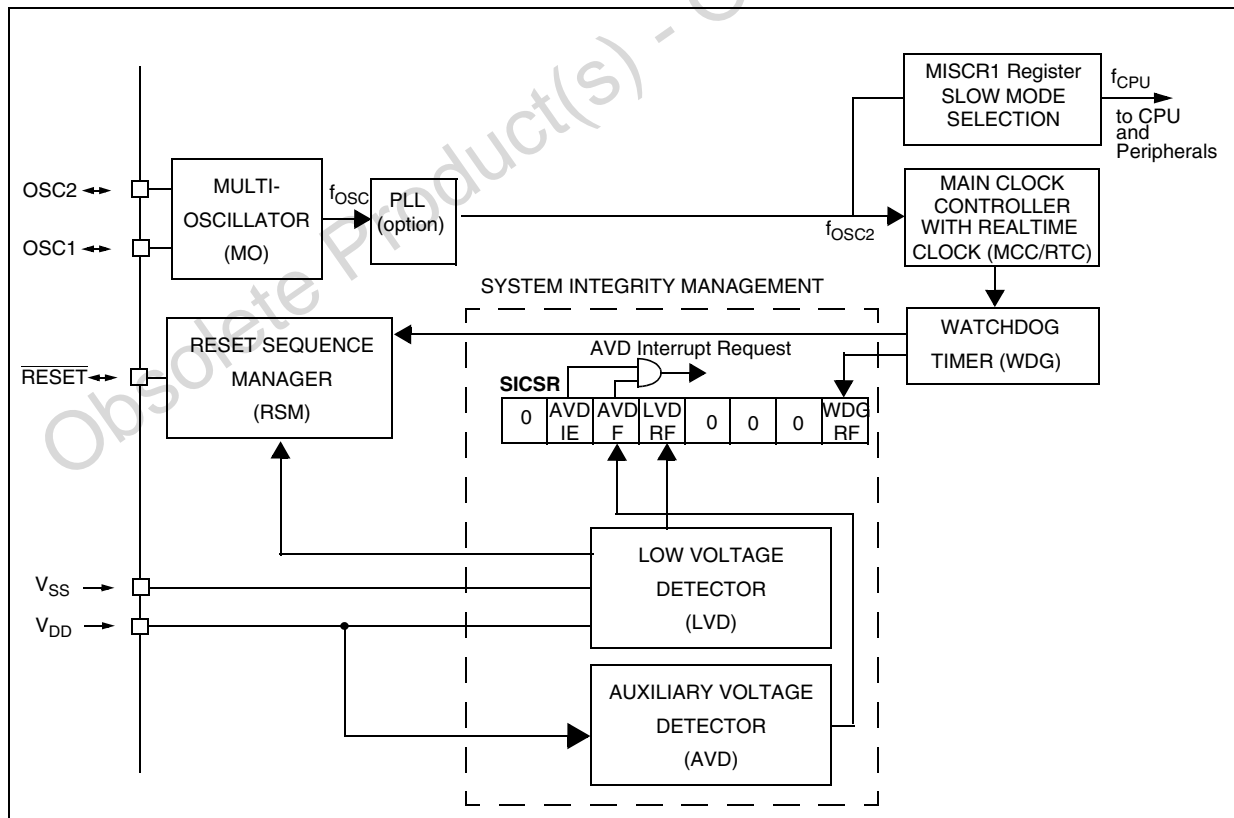 Obsolete Product(s) - O
MISCR1 Register
SLOW MODE
SELECTION
fCPU
to CPU
and
Peripherals
OSC2
OSC1
MULTI-
OSCILLATOR
(MO)
fOSC
PLL
(option)
fOSC2
MAIN CLOCK
CONTROLLER
WITH REALTIME
CLOCK (MCC/RTC)
SYSTEM INTEGRITY MANAGEMENT
RESET
RESET SEQUENCE
MANAGER
(RSM)
WATCHDOG
TIMER (WDG)
AVD Interrupt Request
SICSR
0
AVD
IE
AVD
F
LVD
RF
0
0
0
WDG
RF
VSS
VDD
LOW VOLTAGE
DETECTOR
(LVD)
AUXILIARY VOLTAGE
DETECTOR
(AVD)